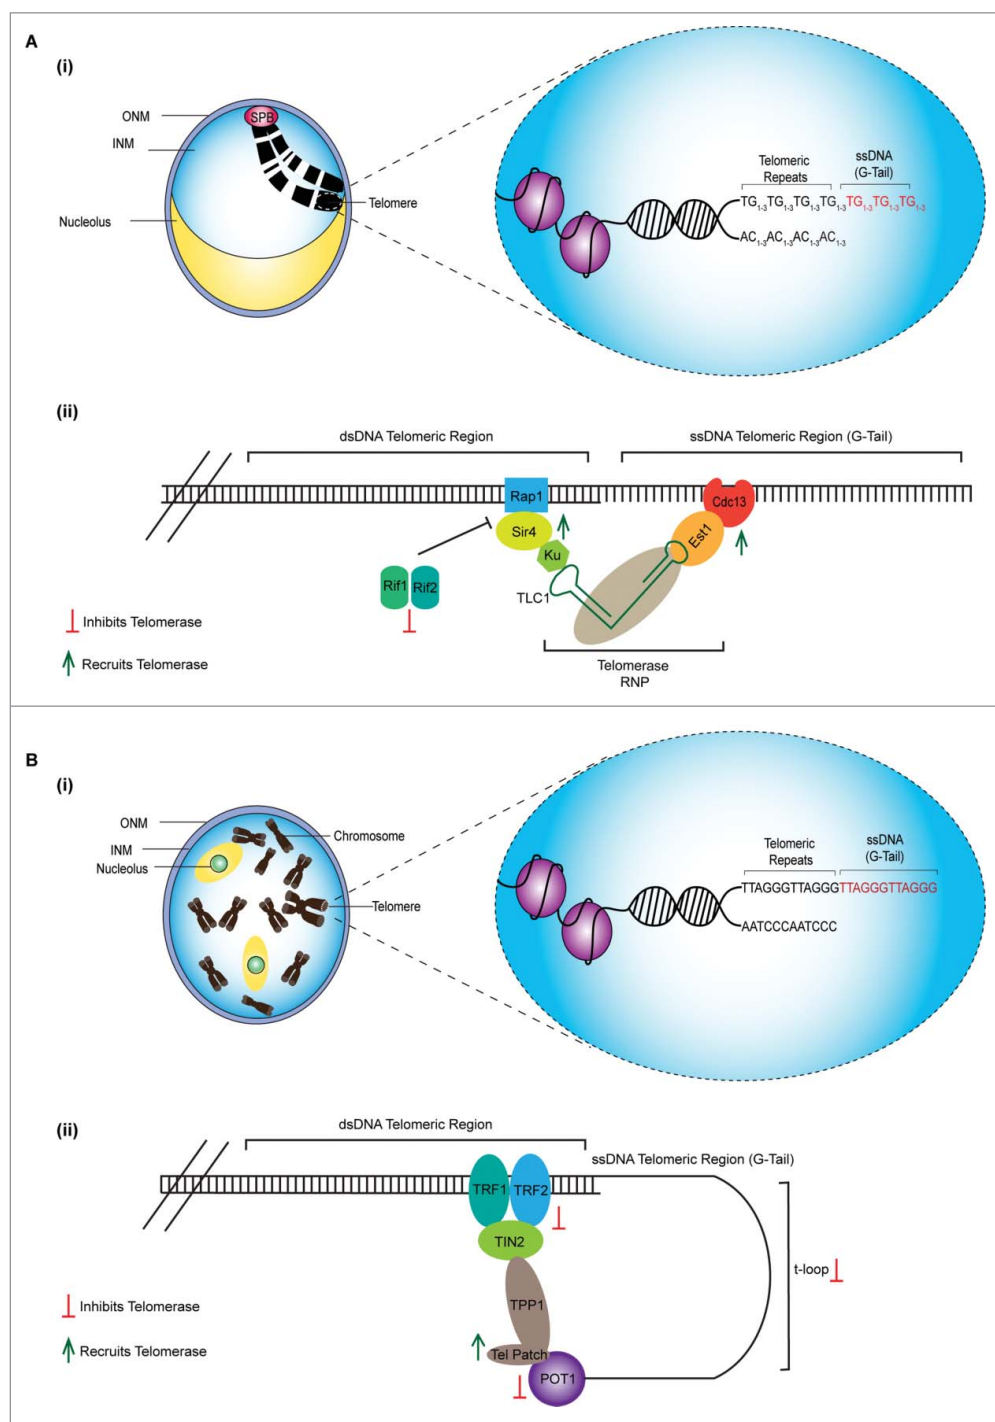 A
(i)
ONM
SPB
INM
Telomere
Nucleolus
Telomeric
Repeats
ssDNA
(G-Tail)
TG1-3TG1-3TG1-3TG1-3TG1-3TG1-3TG1-3
AC1-3AC1-3AC1-3AC1-3
(ii)
dsDNA Telomeric Region
ssDNA Telomeric Region (G-Tail)
Rap1
Cdc13
Sir4
Est1
Ku
Rif1
Rif2
TLC1
Inhibits Telomerase
Recruits Telomerase
Telomerase
RNP
B
(i)
ONM
Chromosome
INM
Nucleolus
Telomere
Telomeric
Repeats
ssDNA
(G-Tail)
TTAGGGTTAGGGTTAGGGTTAGGG
AATCCCAATCCC
(ii)
dsDNA Telomeric Region
ssDNA Telomeric Region (G-Tail)
TRF1
TRF2
TIN2
t-loop
TPP1
Inhibits Telomerase
Recruits Telomerase
Tel Patch
POT1